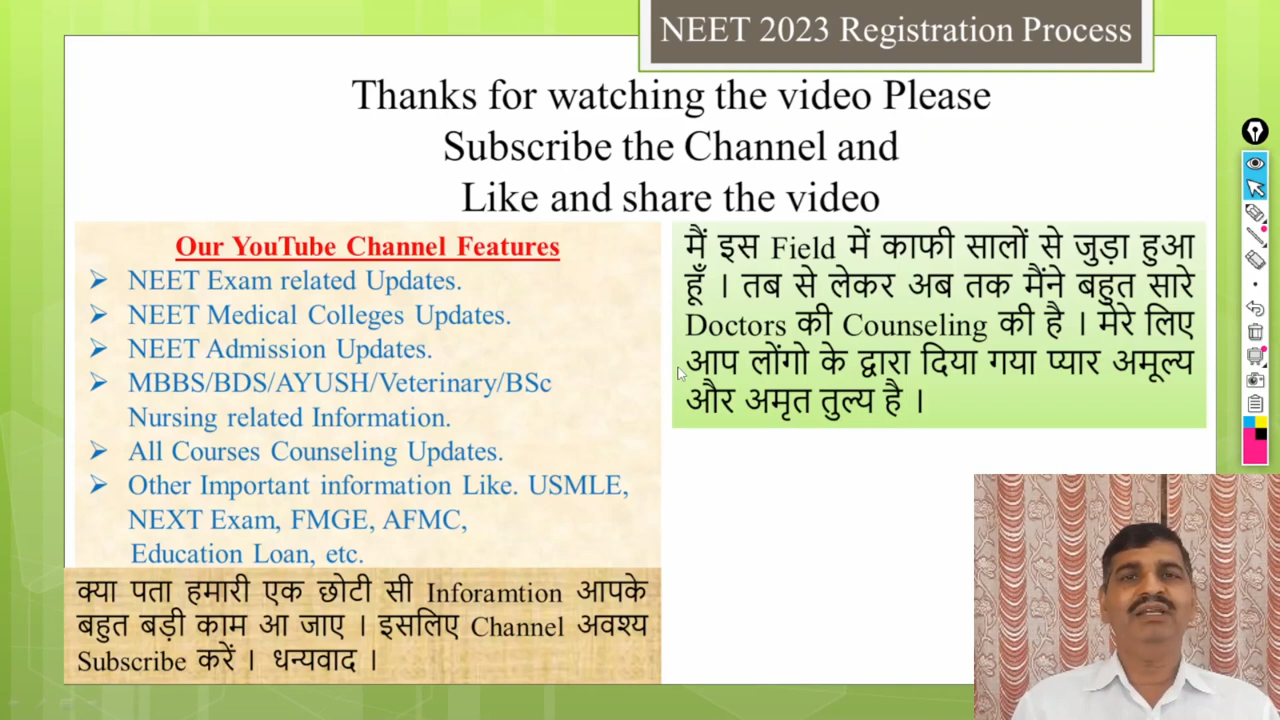 NEET 2023 Registration Process
Thanks for watching the video Please
Subscribe the Channel and
Like and share the video
Our YouTube Channel Features
➢ NEET Exam related Updates.
➢ NEET Medical Colleges Updates.
➢ NEET Admission Updates.
➢ MBBS/BDS/AYUSH/Veterinary/BSc
Nursing related Information.
➢ All Courses Counseling Updates.
➢ Other Important information Like. USMLE,
NEXT Exam, FMGE, AFMC,
Education Loan, etc.
क्या पता हमारी एक छोटी सी Inforamtion आपके
बहुत बड़ी काम आ जाए । इसलिए Channel अवश्य
Subscribe करें । धन्यवाद ।
मैं इस Field में काफी सालों से जुड़ा हुआ
हूँ । तब से लेकर अब तक मैंने बहुत सारे
Doctors की Counseling की है । मेरे लिए
आप लोंगो के द्वारा दिया गया प्यार अमूल्य
और अमृत तुल्य है ।